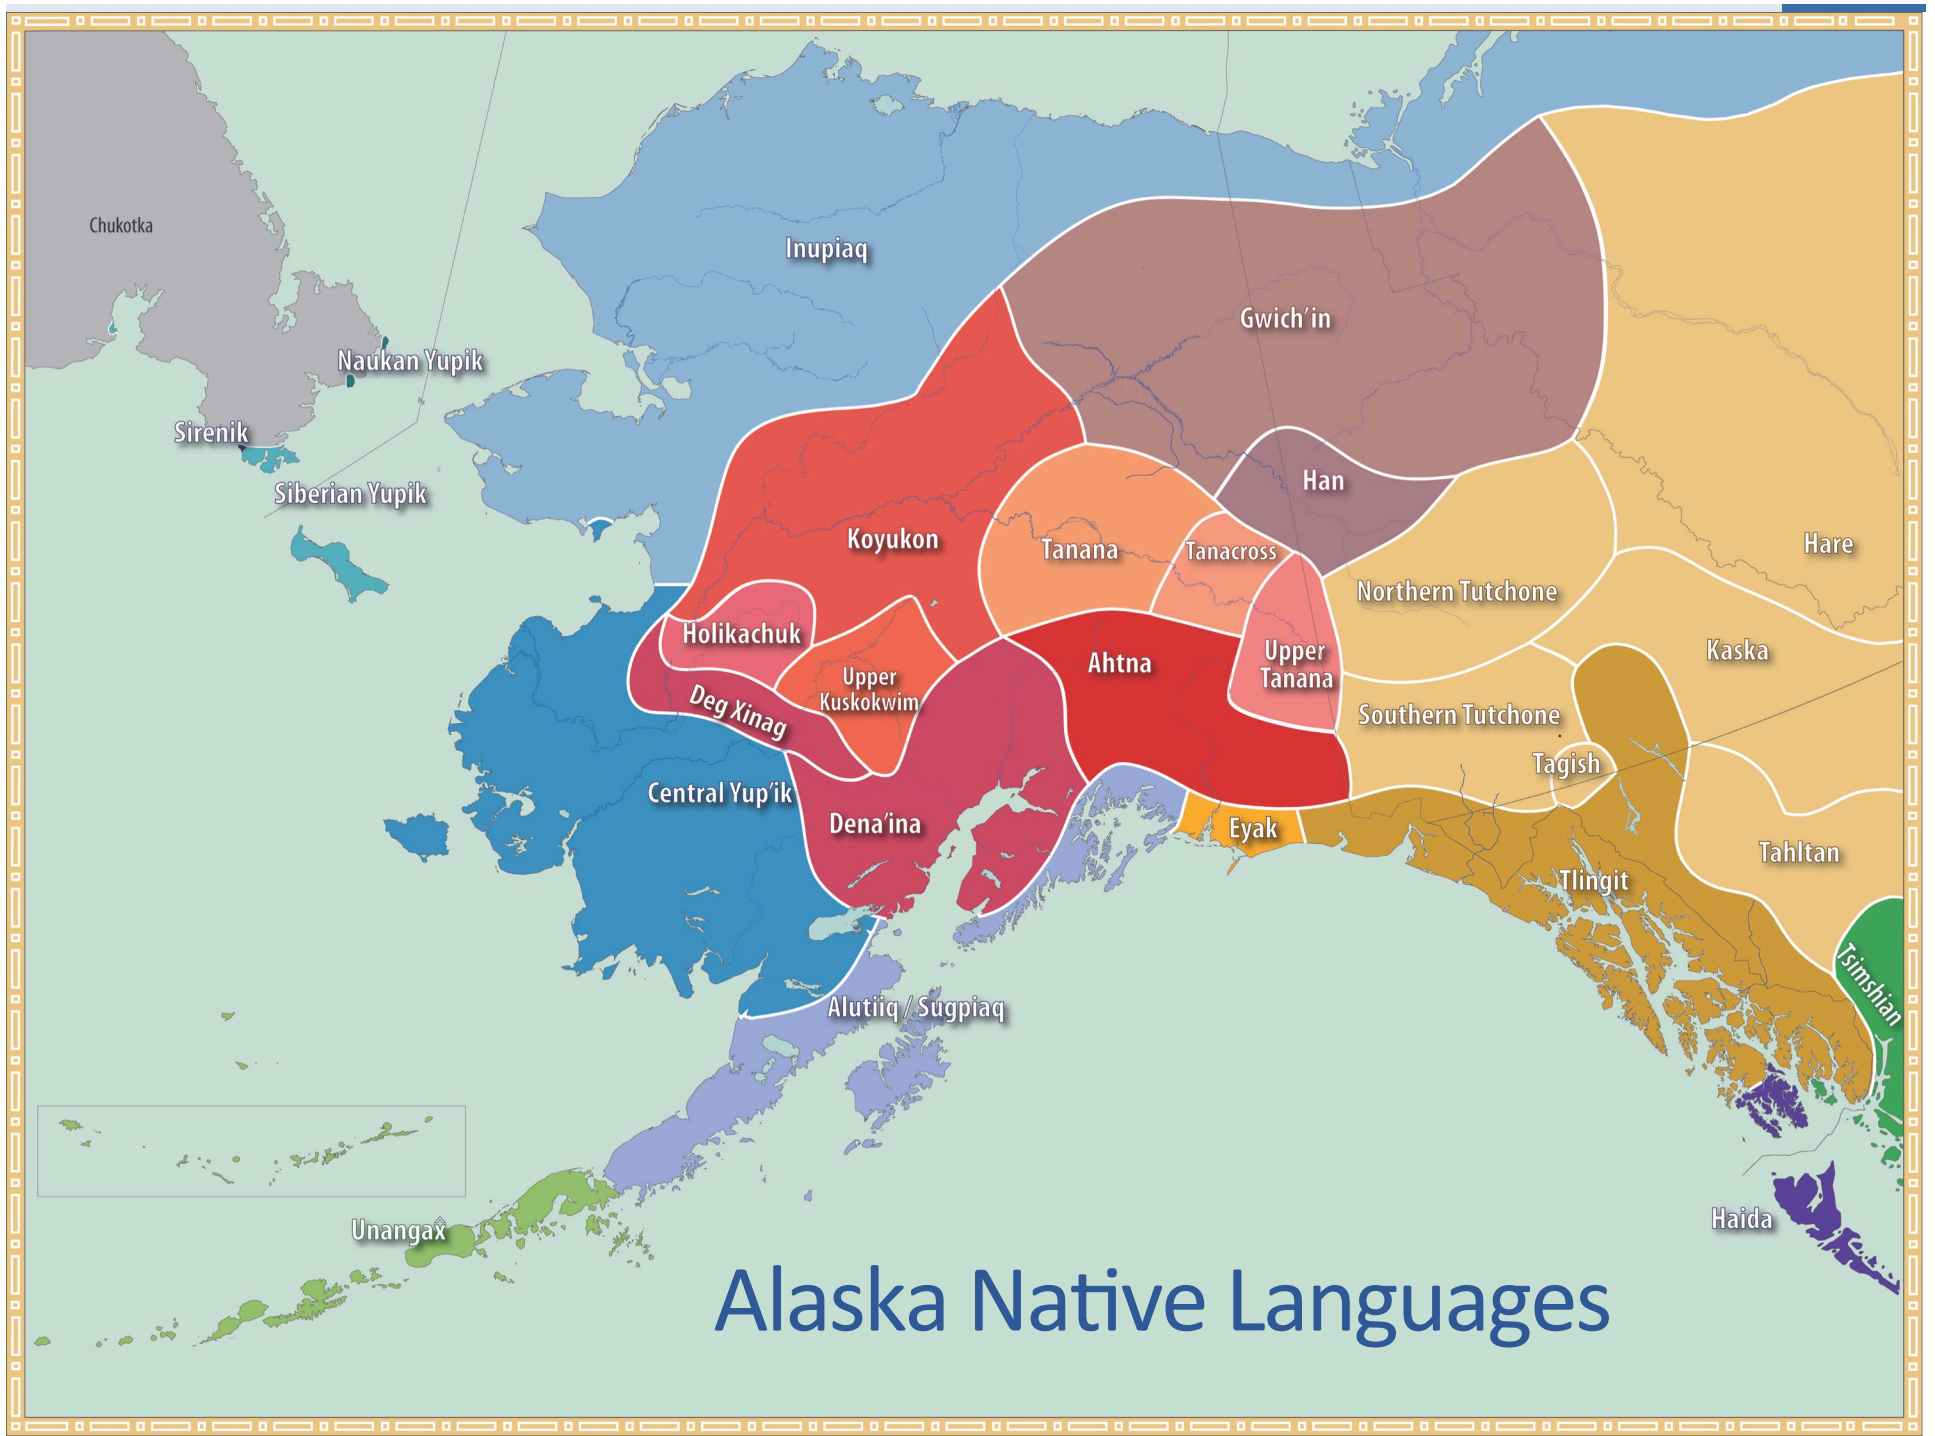 Chukotka
Inupiaq
Gwich'in
Naukan Yupik
Sirenik
Siberian Yupik
Han
Koyukon
Tanana
Tanacross
Hare
Northern Tutchone
Holikachuk
Upper
Kuskokwim
Ahtna
Upper
Tanana
Kaska
Deg Xinag
Southern Tutchone
Tagish
Central Yup'ik
Dena'ina
Eyak
Tahltan
Tlingit
Tsimshian
Alutiiq / Sugpiaq
Unangax̂
Haida
Alaska Native Languages